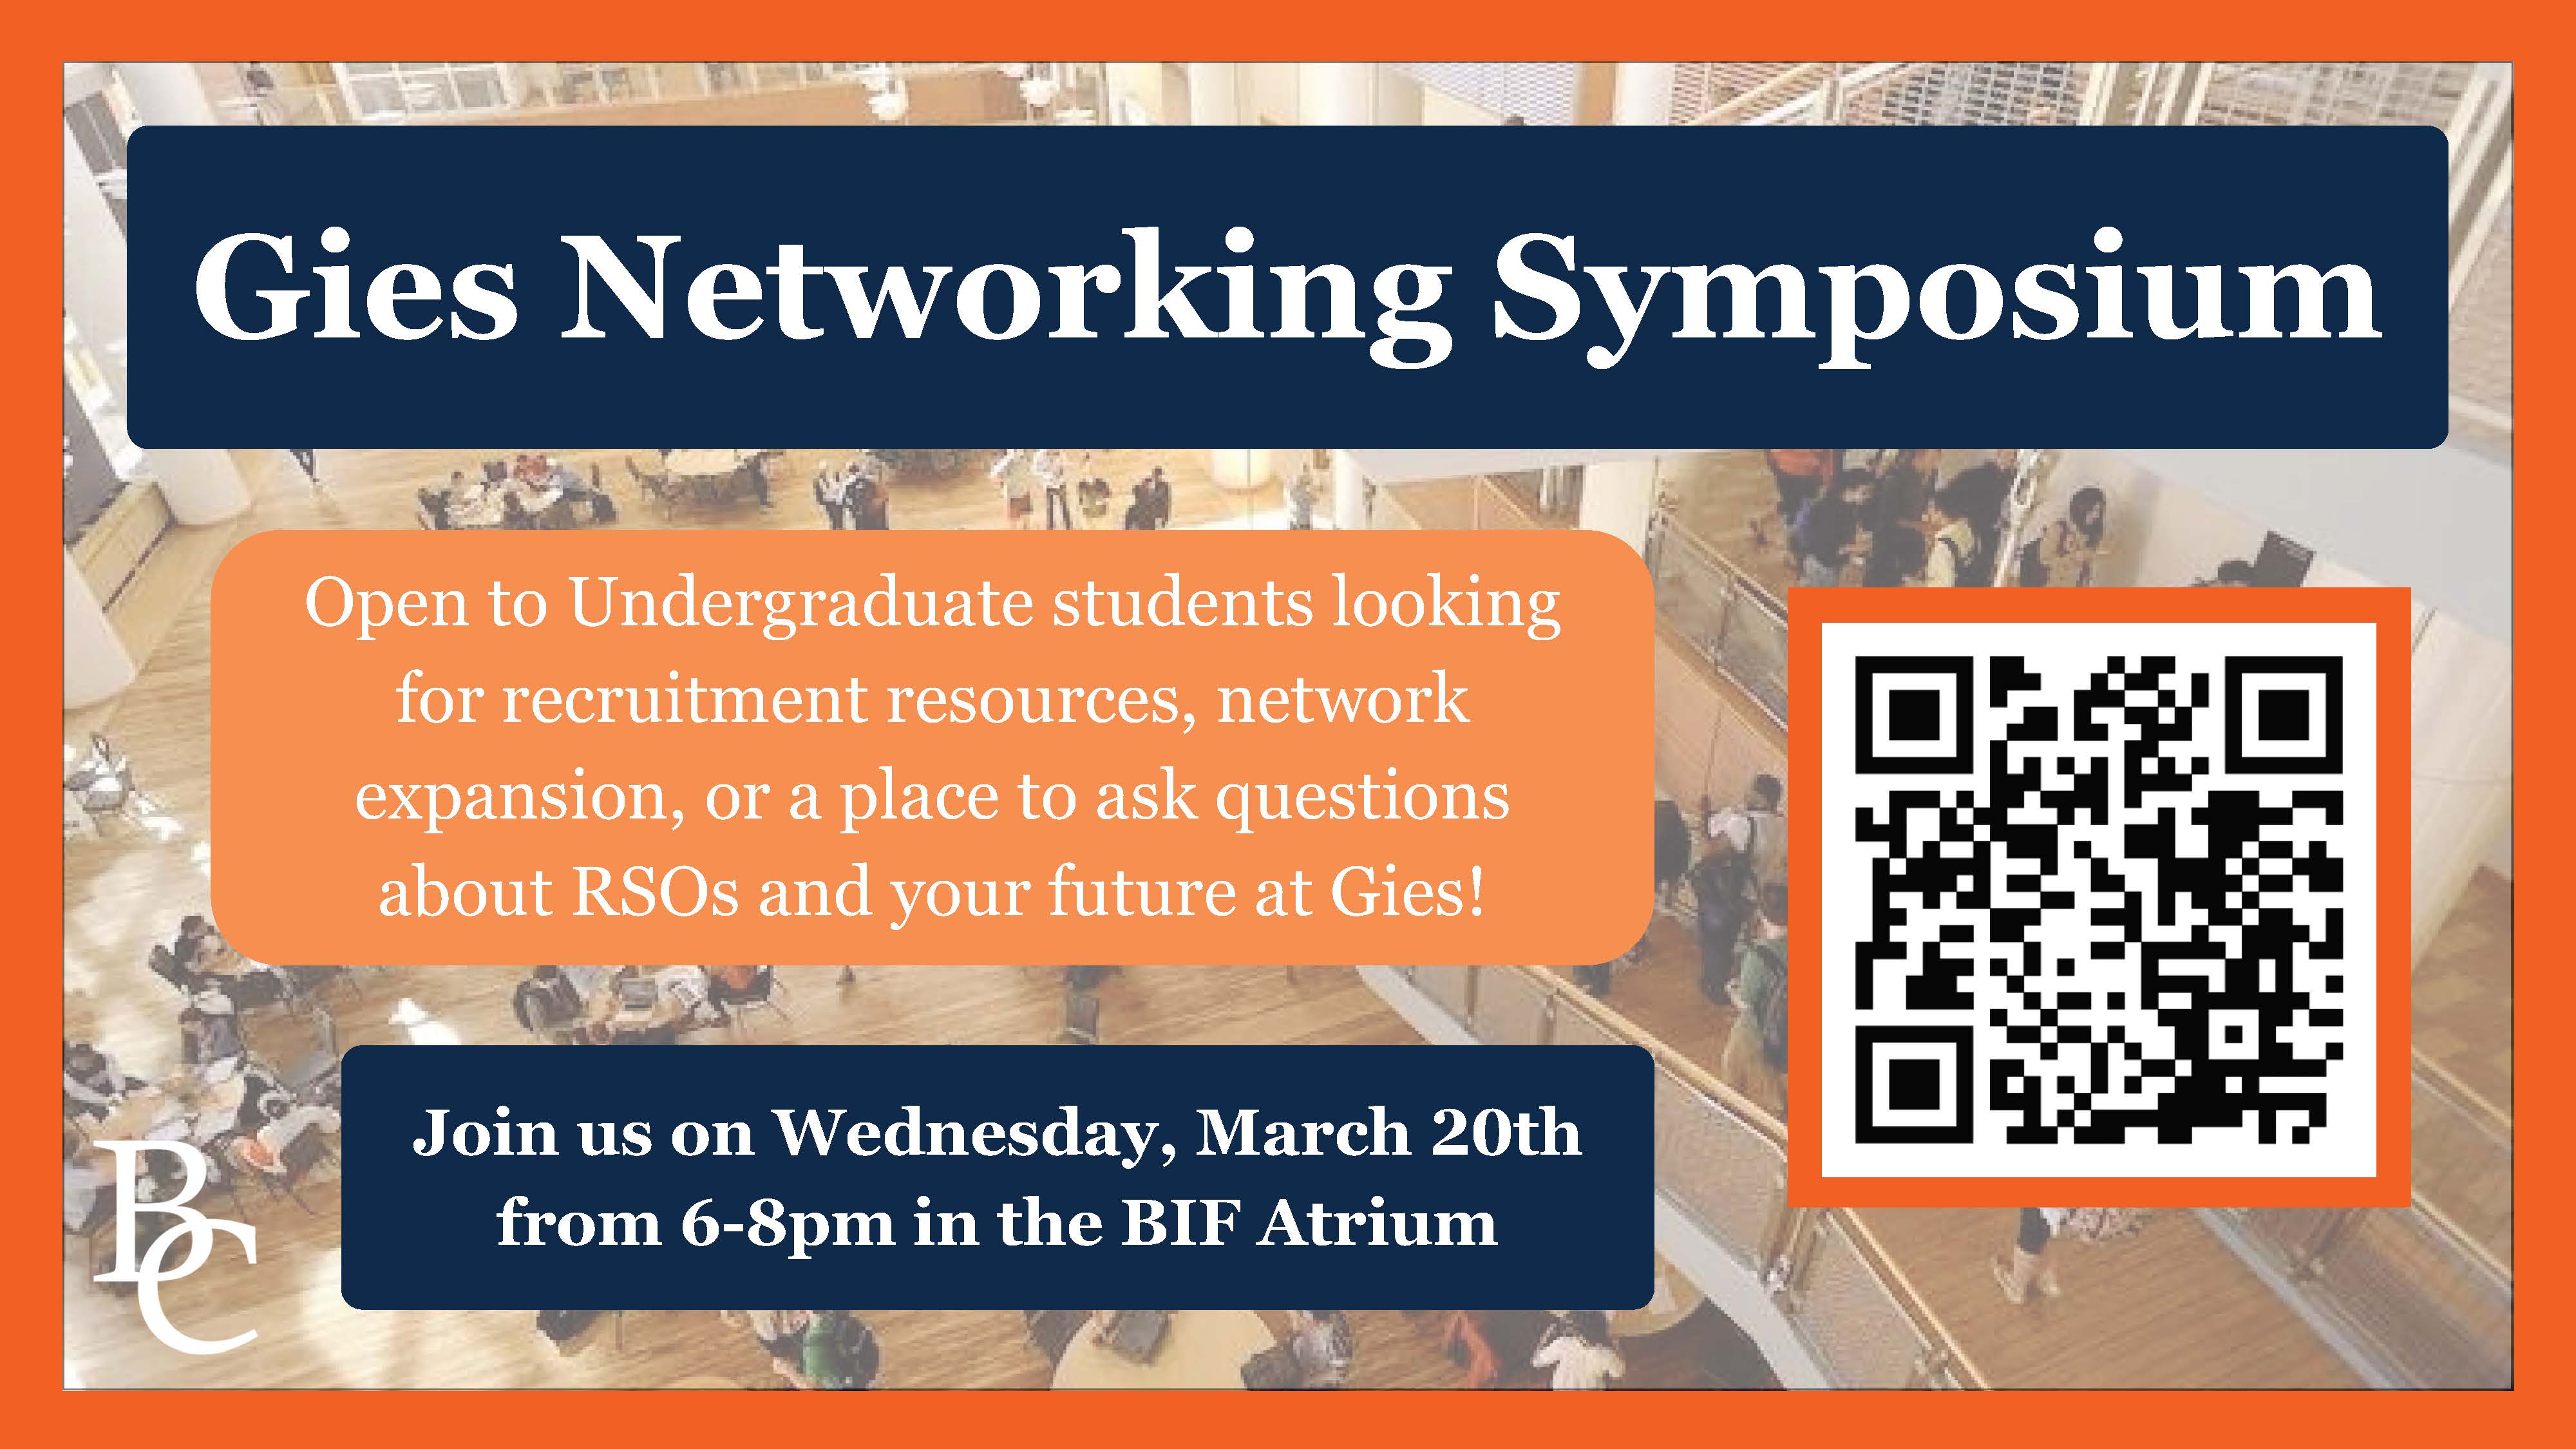 Gies Networking Symposium
Open to Undergraduate students looking
for recruitment resources, network
expansion, or a place to ask questions
about RSOs and your future at Gies!
Join us on Wednesday, March 20th
from 6-8pm in the BIF Atrium
BC